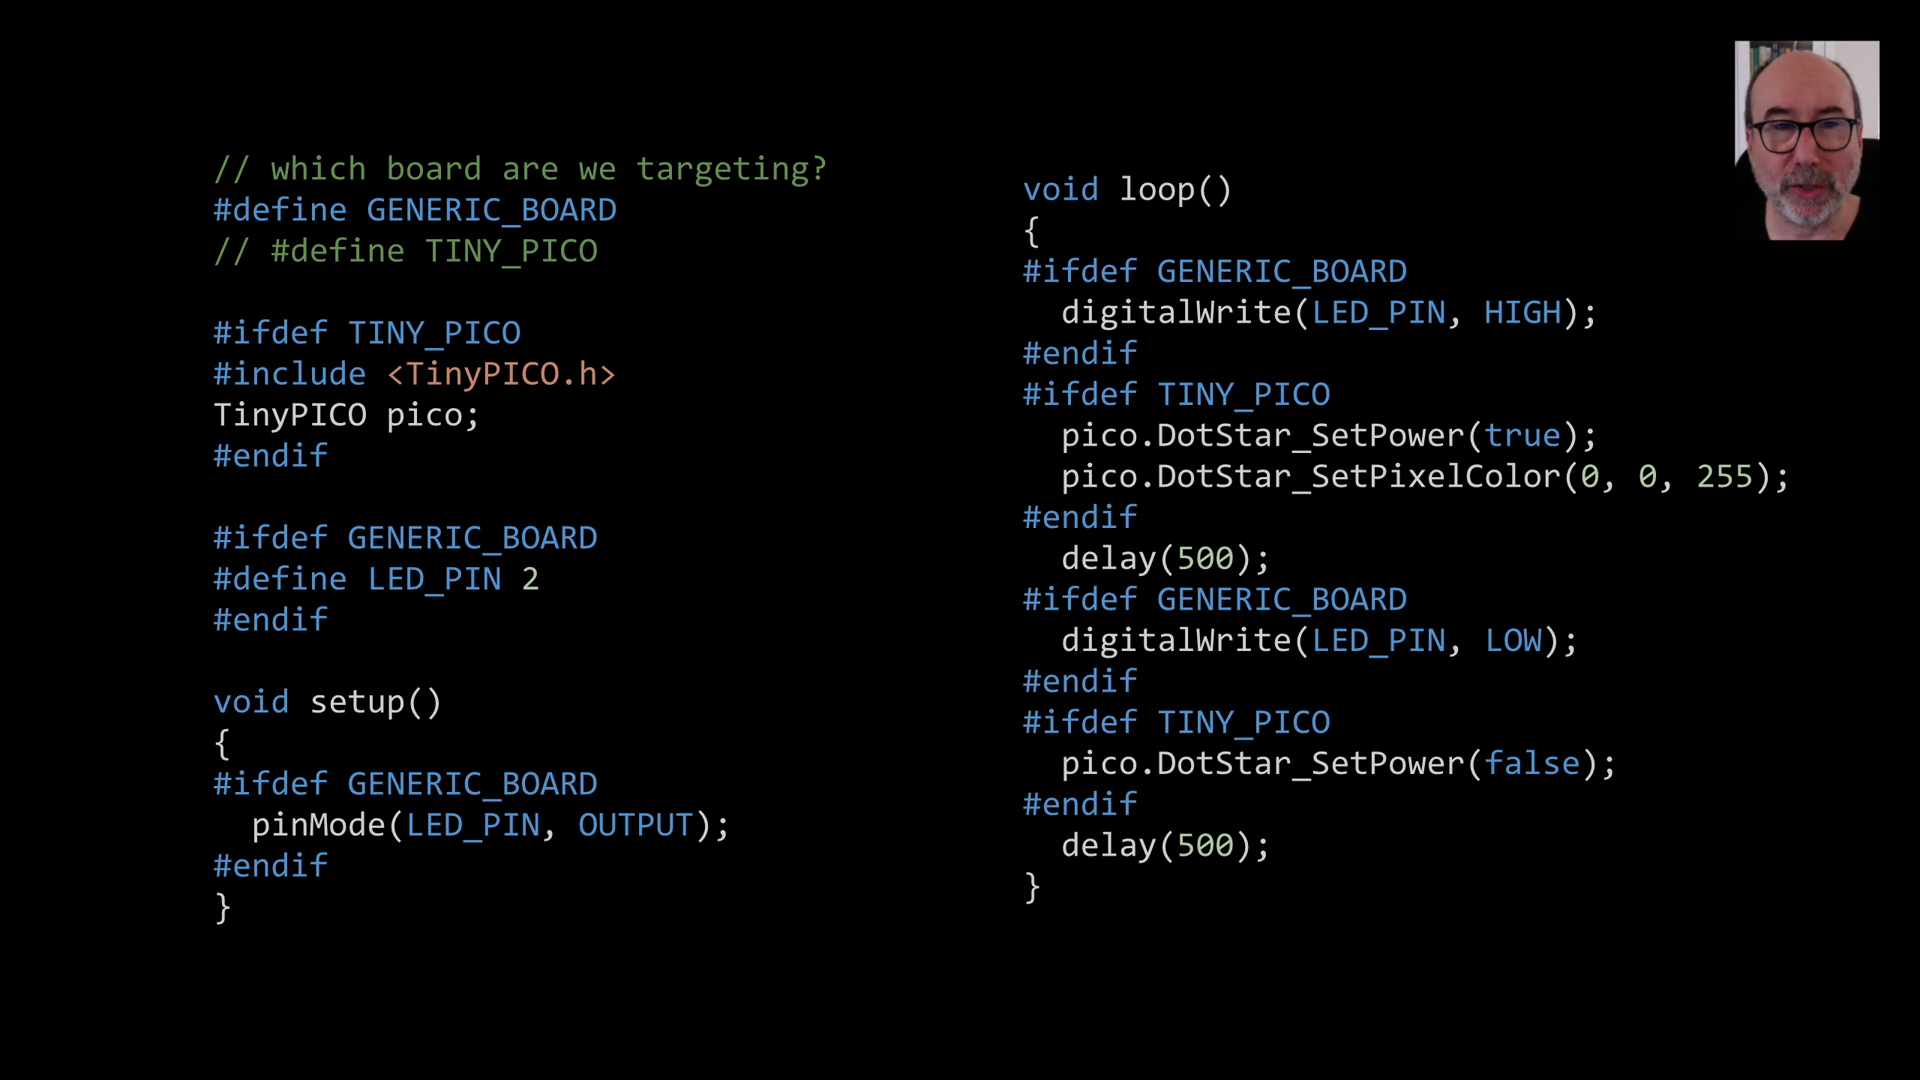 // which board are we targeting?
#define GENERIC_BOARD
// #define TINY_PICO
#ifdef TINY_PICO
#include <TinyPICO.h>
TinyPICO pico;
#endif
#ifdef GENERIC_BOARD
#define LED_PIN 2
#endif
void setup()
{
#ifdef GENERIC_BOARD
  pinMode(LED_PIN, OUTPUT);
#endif
}
void loop()
{
#ifdef GENERIC_BOARD
  digitalWrite(LED_PIN, HIGH);
#endif
#ifdef TINY_PICO
  pico.DotStar_SetPower(true);
  pico.DotStar_SetPixelColor(0, 0, 255);
#endif
  delay(500);
#ifdef GENERIC_BOARD
  digitalWrite(LED_PIN, LOW);
#endif
#ifdef TINY_PICO
  pico.DotStar_SetPower(false);
#endif
  delay(500);
}